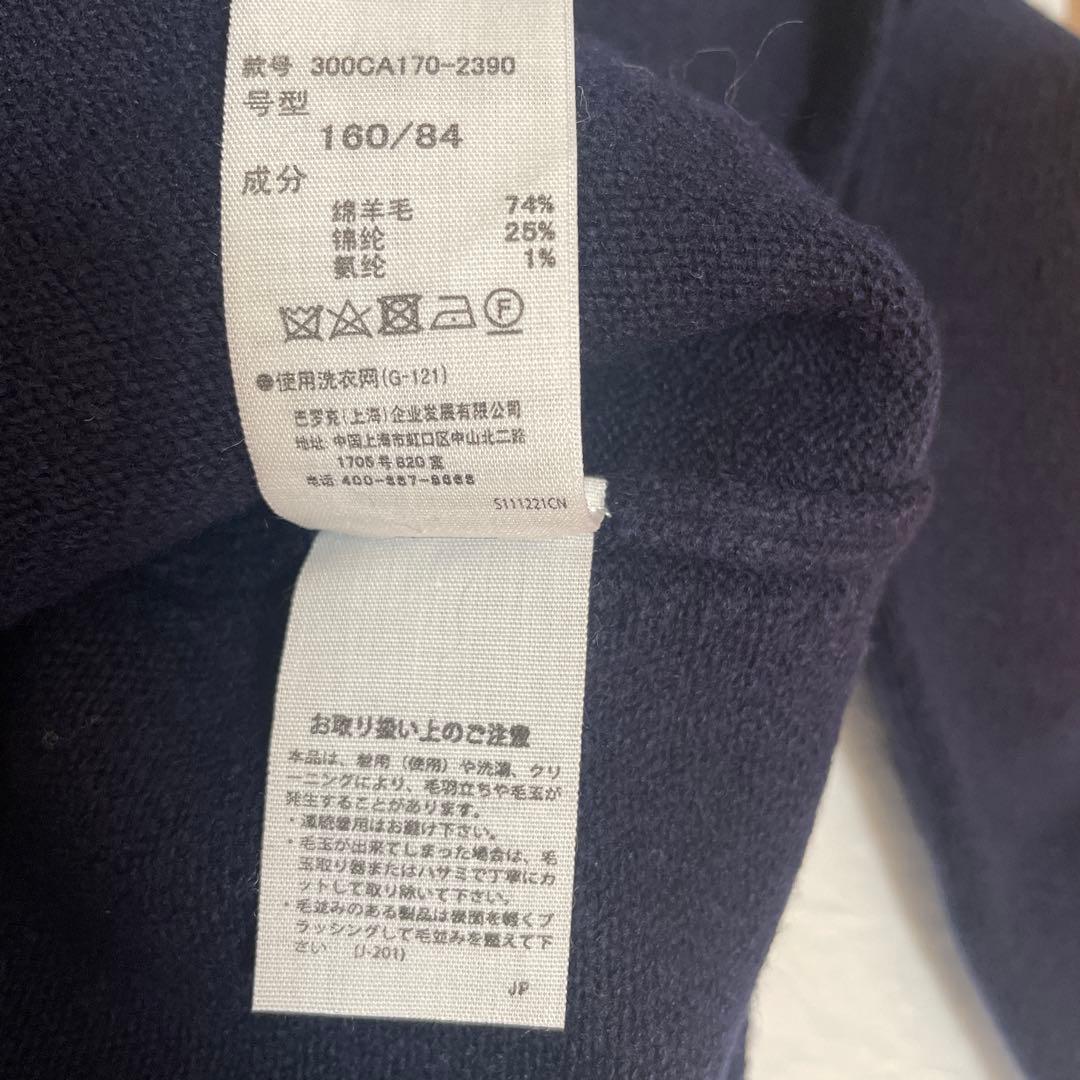 款号 300CA170-2390
号型
160/84
成分
绵羊毛 74%
锦纶 25%
氨纶 1%
F
●使用洗衣网(G-121)
巴罗克(上海)企业发展有限公司
地址 中国上海市虹口区中山北二路
1705号820室
电话 400-
S111221CN
お取り扱い上のご注意
本品は、着用(使用)や洗濯、クリ
ーニングにより、毛羽立ちや毛玉が
発生することがあります。
・連続着用はお避け下さい。
・毛玉が出来てしまった場合は、毛
玉取り器またはハサミで丁寧にカ
ットして取り除いて下さい。
・毛並みのある製品は表面を軽くブ
ラッシングして毛並みを整えて下
さい (J-201)
JP